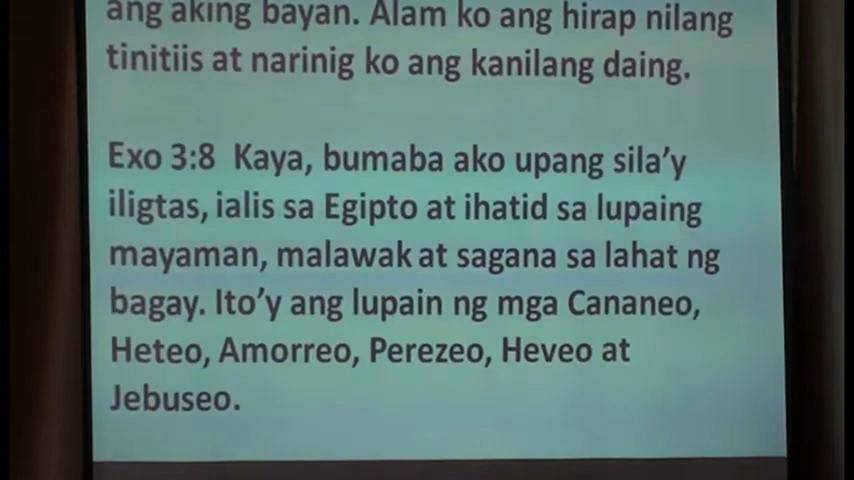 ang aking bayan. Alam ko ang hirap nilang
tinitiis at narinig ko ang kanilang daing.
Exo 3:8 Kaya, bumaba ako upang sila'y
iligtas, ialis sa Egipto at ihatid sa lupaing
mayaman, malawak at sagana sa lahat ng
bagay. Ito'y ang lupain ng mga Cananeo,
Heteo, Amorreo, Perezeo, Heveo at
Jebuseo.